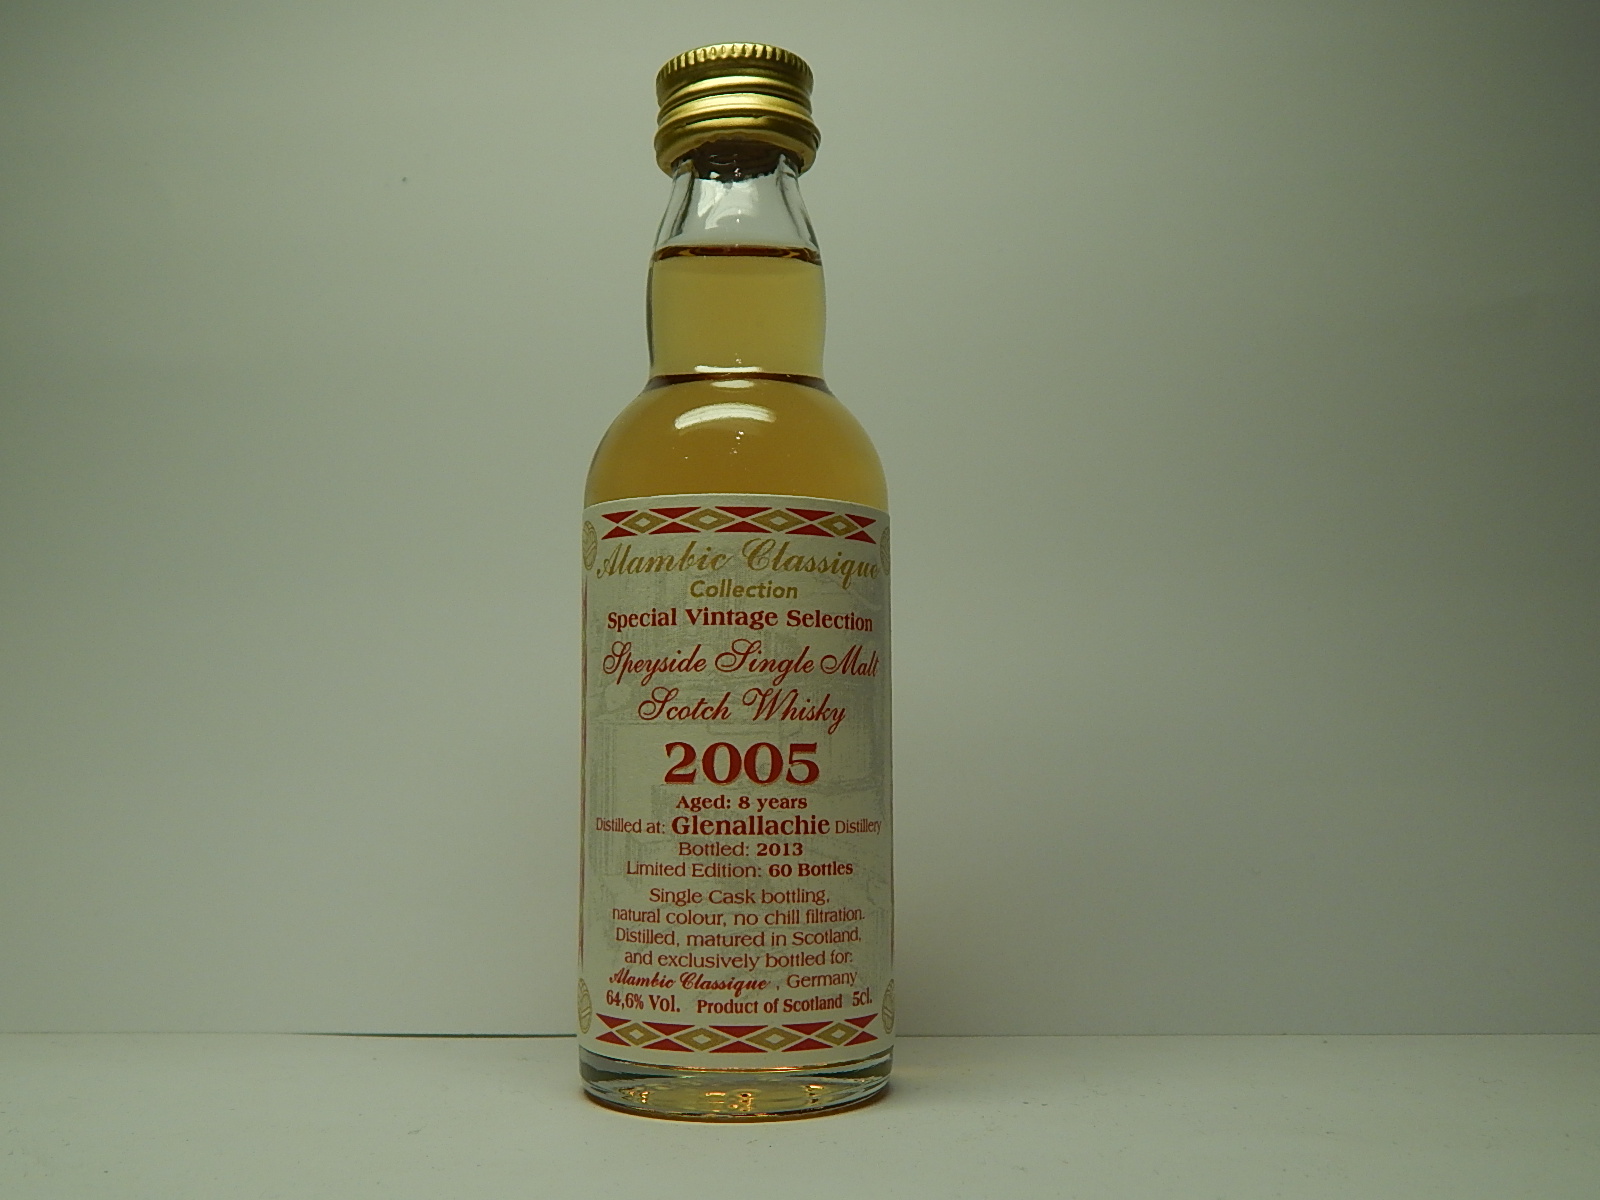 Alambic Classique
Collection
Special Vintage Selection
Speyside Single Malt
Scotch Whisky
2005
Aged: 8 years
Distilled at: Glenallachie Distillery
Bottled: 2013
Limited Edition: 60 Bottles
Single Cask bottling,
natural colour, no chill filtration.
Distilled, matured in Scotland,
and exclusively bottled for:
Alambic Classique , Germany
64,6% Vol. Product of Scotland 5cl.